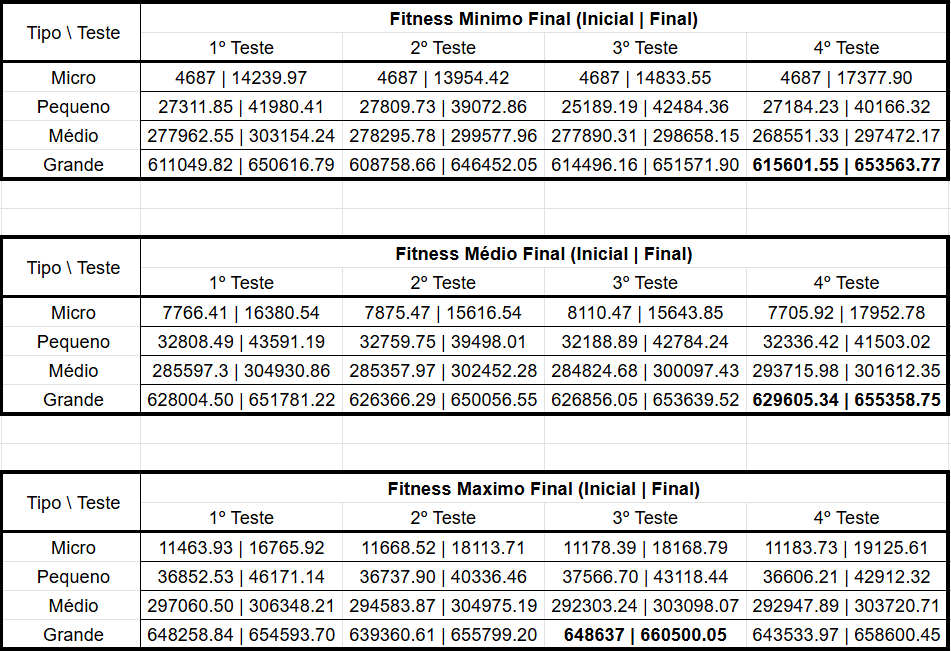 Tipo \ Teste
Fitness Minimo Final (Inicial | Final)
1º Teste 2º Teste 3º Teste 4º Teste
Micro 4687 | 14239.97 4687 | 13954.42 4687 | 14833.55 4687 | 17377.90
Pequeno 27311.85 | 41980.41 27809.73 | 39072.86 25189.19 | 42484.36 27184.23 | 40166.32
Médio 277962.55 | 303154.24 278295.78 | 299577.96 277890.31 | 298658.15 268551.33 | 297472.17
Grande 611049.82 | 650616.79 608758.66 | 646452.05 614496.16 | 651571.90 615601.55 | 653563.77
Tipo \ Teste
Fitness Médio Final (Inicial | Final)
1º Teste 2º Teste 3º Teste 4º Teste
Micro 7766.41 | 16380.54 7875.47 | 15616.54 8110.47 | 15643.85 7705.92 | 17952.78
Pequeno 32808.49 | 43591.19 32759.75 | 39498.01 32188.89 | 42784.24 32336.42 | 41503.02
Médio 285597.3 | 304930.86 285357.97 | 302452.28 284824.68 | 300097.43 293715.98 | 301612.35
Grande 628004.50 | 651781.22 626366.29 | 650056.55 626856.05 | 653639.52 629605.34 | 655358.75
Tipo \ Teste
Fitness Maximo Final (Inicial | Final)
1º Teste 2º Teste 3º Teste 4º Teste
Micro 11463.93 | 16765.92 11668.52 | 18113.71 11178.39 | 18168.79 11183.73 | 19125.61
Pequeno 36852.53 | 46171.14 36737.90 | 40336.46 37566.70 | 43118.44 36606.21 | 42912.32
Médio 297060.50 | 306348.21 294583.87 | 304975.19 292303.24 | 303098.07 292947.89 | 303720.71
Grande 648258.84 | 654593.70 639360.61 | 655799.20 648637 | 660500.05 643533.97 | 658600.45